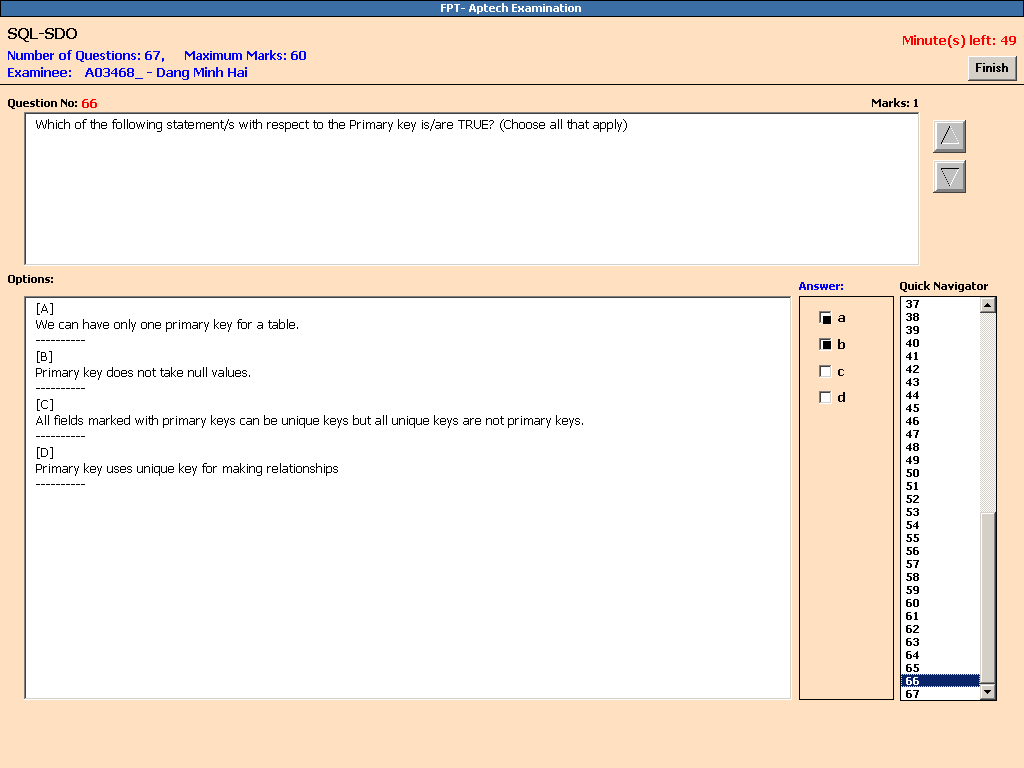 FPT- Aptech Examination
SQL-SDO
Number of Questions: 67, Maximum Marks: 60
Minute(s) left: 49
Examinee: A03468_ - Dang Minh Hai
Finish
Question No: 66
Marks: 1
Which of the following statement/s with respect to the Primary key is/are TRUE? (Choose all that apply)
Options:
Answer:
Quick Navigator
[A]
We can have only one primary key for a table.
----------
[B]
Primary key does not take null values.
----------
[C]
All fields marked with primary keys can be unique keys but all unique keys are not primary keys.
----------
[D]
Primary key uses unique key for making relationships
----------
a
b
c
d
37
38
39
40
41
42
43
44
45
46
47
48
49
50
51
52
53
54
55
56
57
58
59
60
61
62
63
64
65
66
67